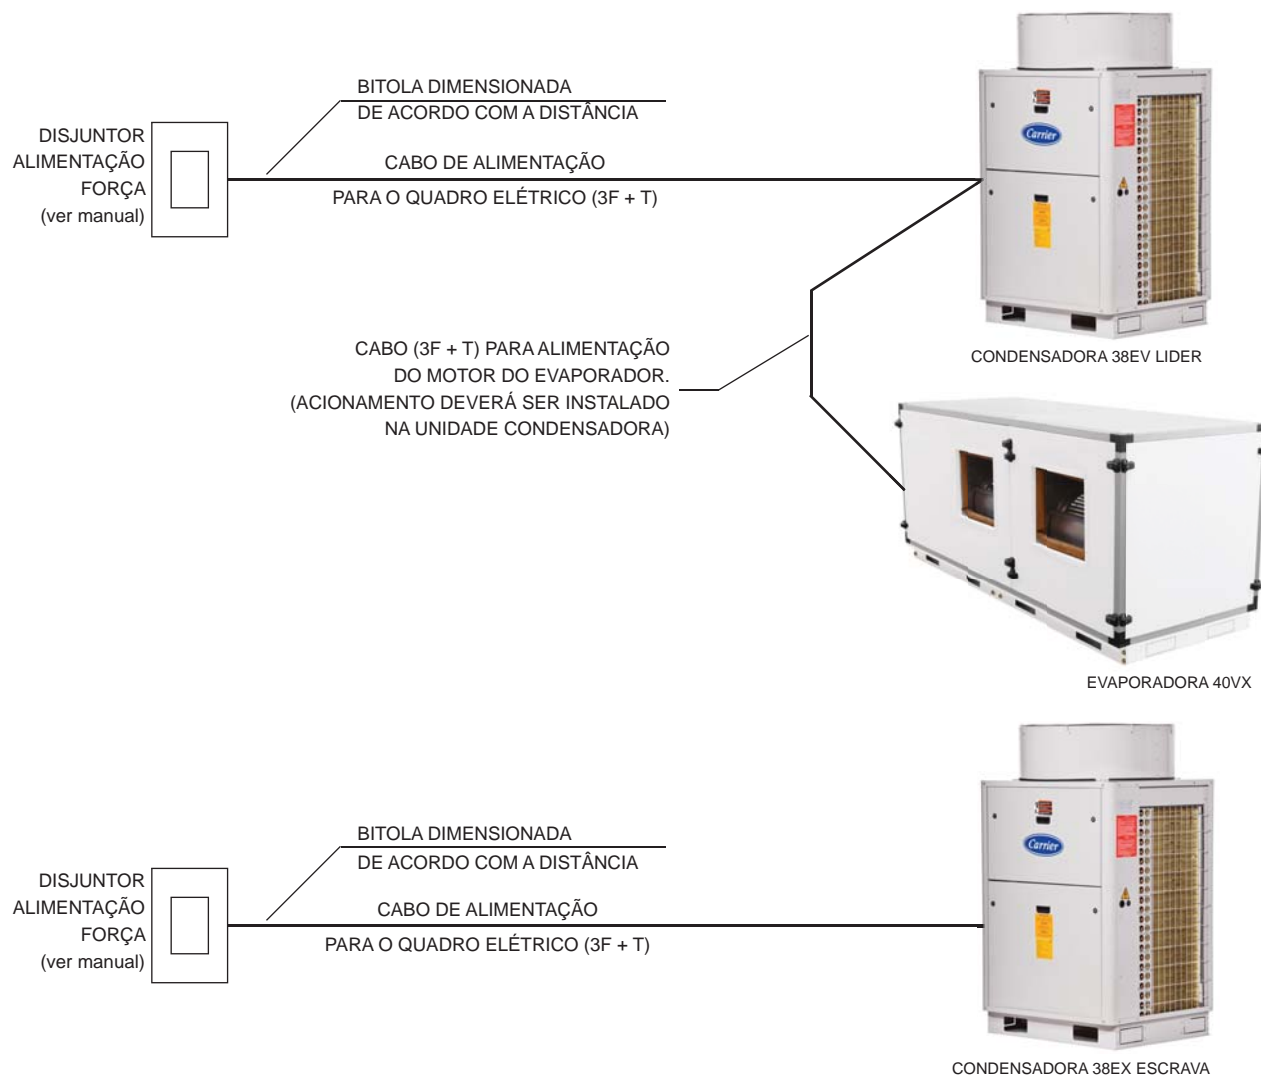 BITOLA DIMENSIONADA
DE ACORDO COM A DISTÂNCIA
DISJUNTOR
ALIMENTAÇÃO
FORÇA
(ver manual)
CABO DE ALIMENTAÇÃO
PARA O QUADRO ELÉTRICO (3F + T)
Carrier
CONDENSADORA 38EV LIDER
CABO (3F + T) PARA ALIMENTAÇÃO
DO MOTOR DO EVAPORADOR.
(ACIONAMENTO DEVERÁ SER INSTALADO
NA UNIDADE CONDENSADORA)
EVAPORADORA 40VX
BITOLA DIMENSIONADA
DE ACORDO COM A DISTÂNCIA
DISJUNTOR
ALIMENTAÇÃO
FORÇA
(ver manual)
CABO DE ALIMENTAÇÃO
PARA O QUADRO ELÉTRICO (3F + T)
Carrier
CONDENSADORA 38EX ESCRAVA